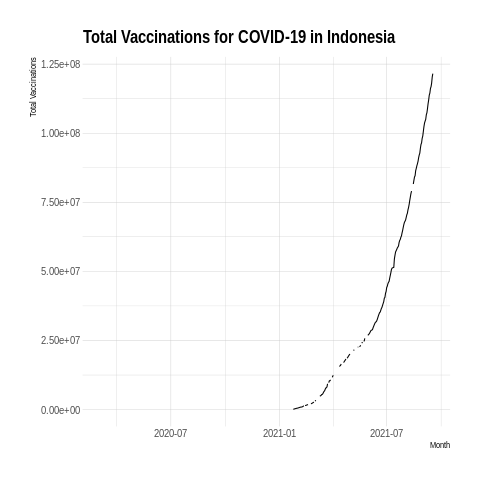 Total Vaccinations for COVID-19 in Indonesia
Total Vaccinations
1.25e+08
1.00e+08
7.50e+07
5.00e+07
2.50e+07
0.00e+00
2020-07 2021-01 2021-07
Month